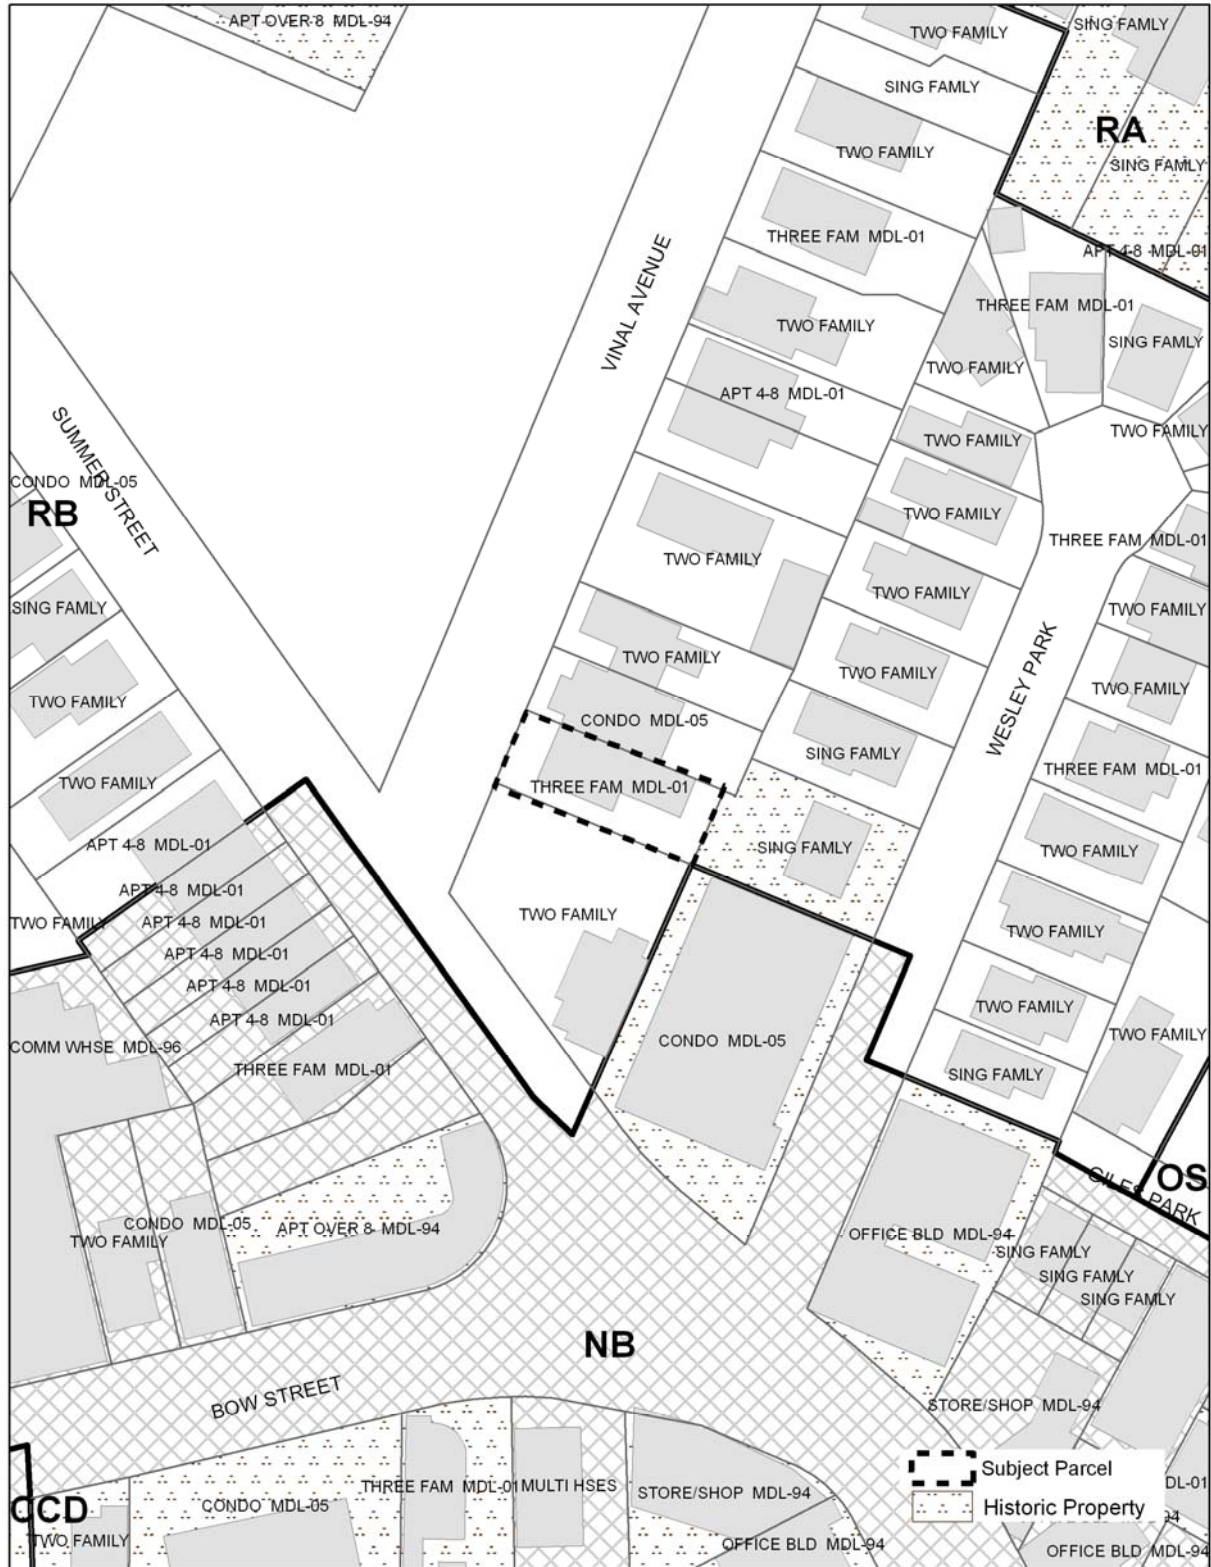 APT OVER 8 MDL-94
TWO FAMILY
SING FAMLY
SING FAMLY
RA
TWO FAMILY
SING FAMLY
THREE FAM MDL-01
APT 4-8 MDL-01
VINAL AVENUE
THREE FAM MDL-01
TWO FAMILY
SING FAMLY
TWO FAMILY
APT 4-8 MDL-01
TWO FAMILY
TWO FAMILY
SUMMER STREET
CONDO MDL-05
RB
TWO FAMILY
THREE FAM MDL-01
TWO FAMILY
TWO FAMILY
SING FAMLY
TWO FAMILY
TWO FAMILY
WESLEY PARK
TWO FAMILY
TWO FAMILY
TWO FAMILY
CONDO MDL-05
SING FAMLY
THREE FAM MDL-01
TWO FAMILY
THREE FAM MDL-01
APT 4-8 MDL-01
SING FAMLY
TWO FAMILY
APT 4-8 MDL-01
TWO FAMILY
APT 4-8 MDL-01
TWO FAMILY
TWO FAMILY
APT 4-8 MDL-01
APT 4-8 MDL-01
TWO FAMILY
APT 4-8 MDL-01
TWO FAMILY
COMM WHSE MDL-96
CONDO MDL-05
THREE FAM MDL-01
SING FAMLY
OS
GILES PARK
CONDO MDL-05
APT OVER 8 MDL-94
TWO FAMILY
OFFICE BLD MDL-94
SING FAMLY
SING FAMLY
SING FAMLY
NB
BOW STREET
STORE/SHOP MDL-94
Subject Parcel
THREE FAM MDL-01
MULTI HSES
STORE/SHOP MDL-94
DL-01
CCD
CONDO MDL-05
Historic Property
94
TWO FAMILY
OFFICE BLD MDL-94
OFFICE BLD MDL-94